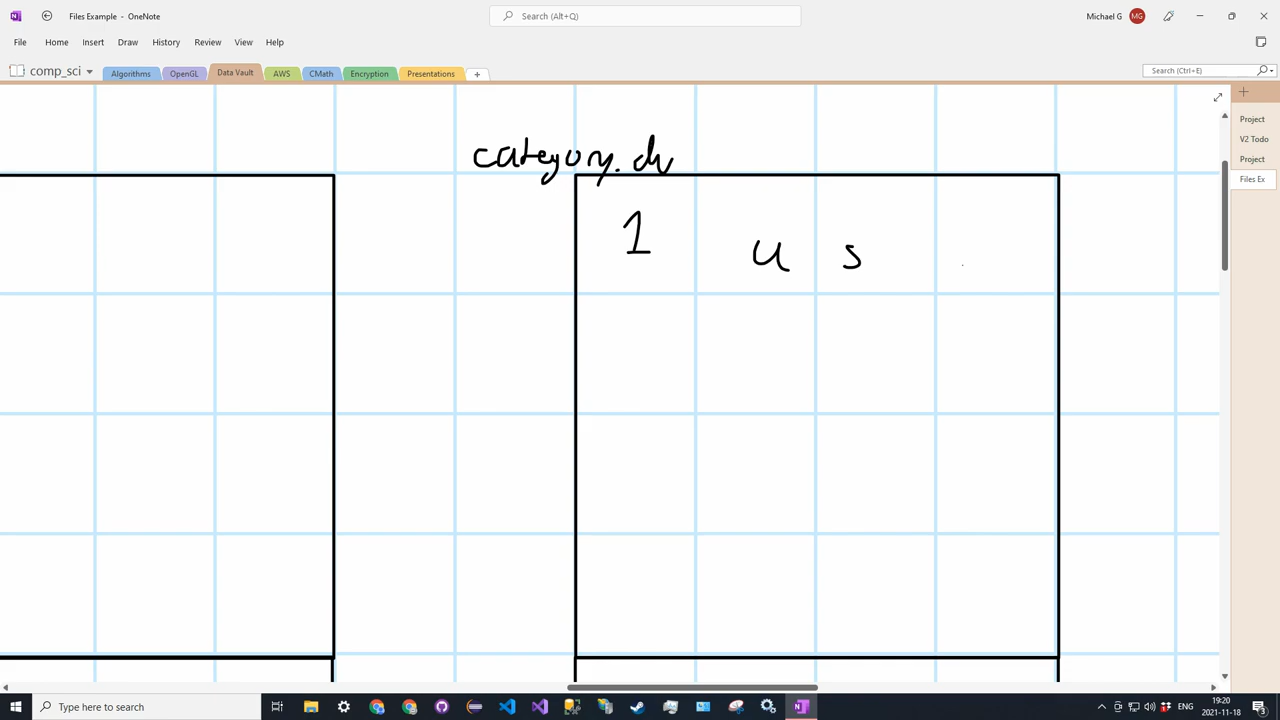 Files Example - OneNote
Search (Alt+Q)
Michael G
MG
File Home Insert Draw History Review View Help
comp_sci
Algorithms OpenGL Data Vault AWS CMath Encryption Presentations +
Search (Ctrl+E)
Project
V2 Todo
Project
Files Ex
category.dv
1 u s
Type here to search
ENG
19:20
2021-11-18